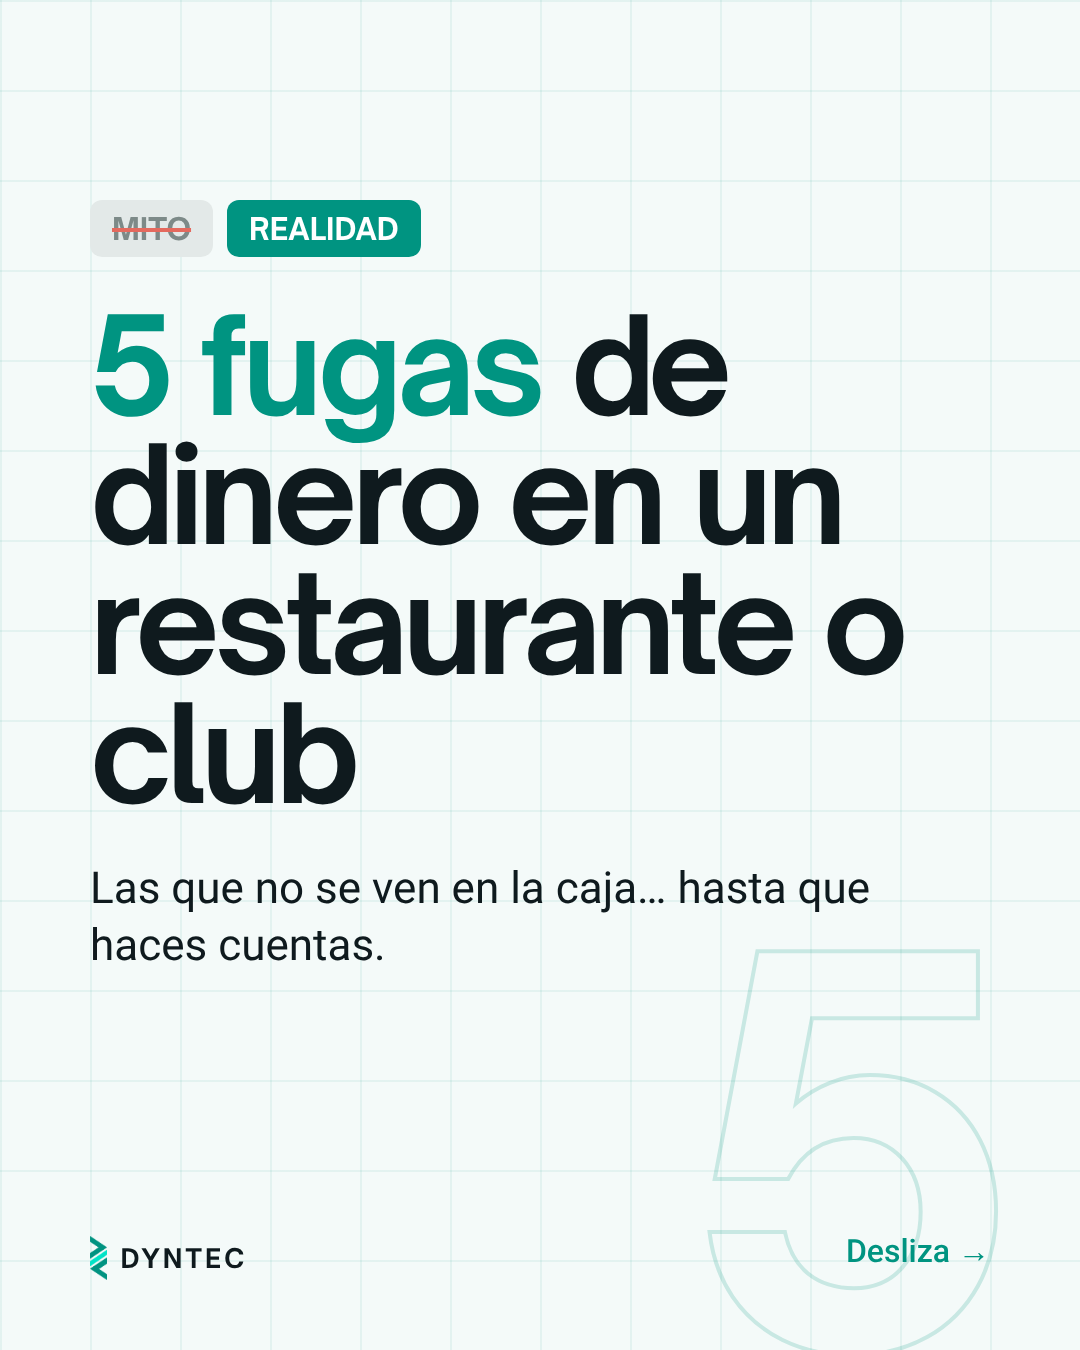 MITO REALIDAD
5 fugas de
dinero en un
restaurante o
club
Las que no se ven en la caja... hasta que
haces cuentas.
5
DYNTEC
Desliza →